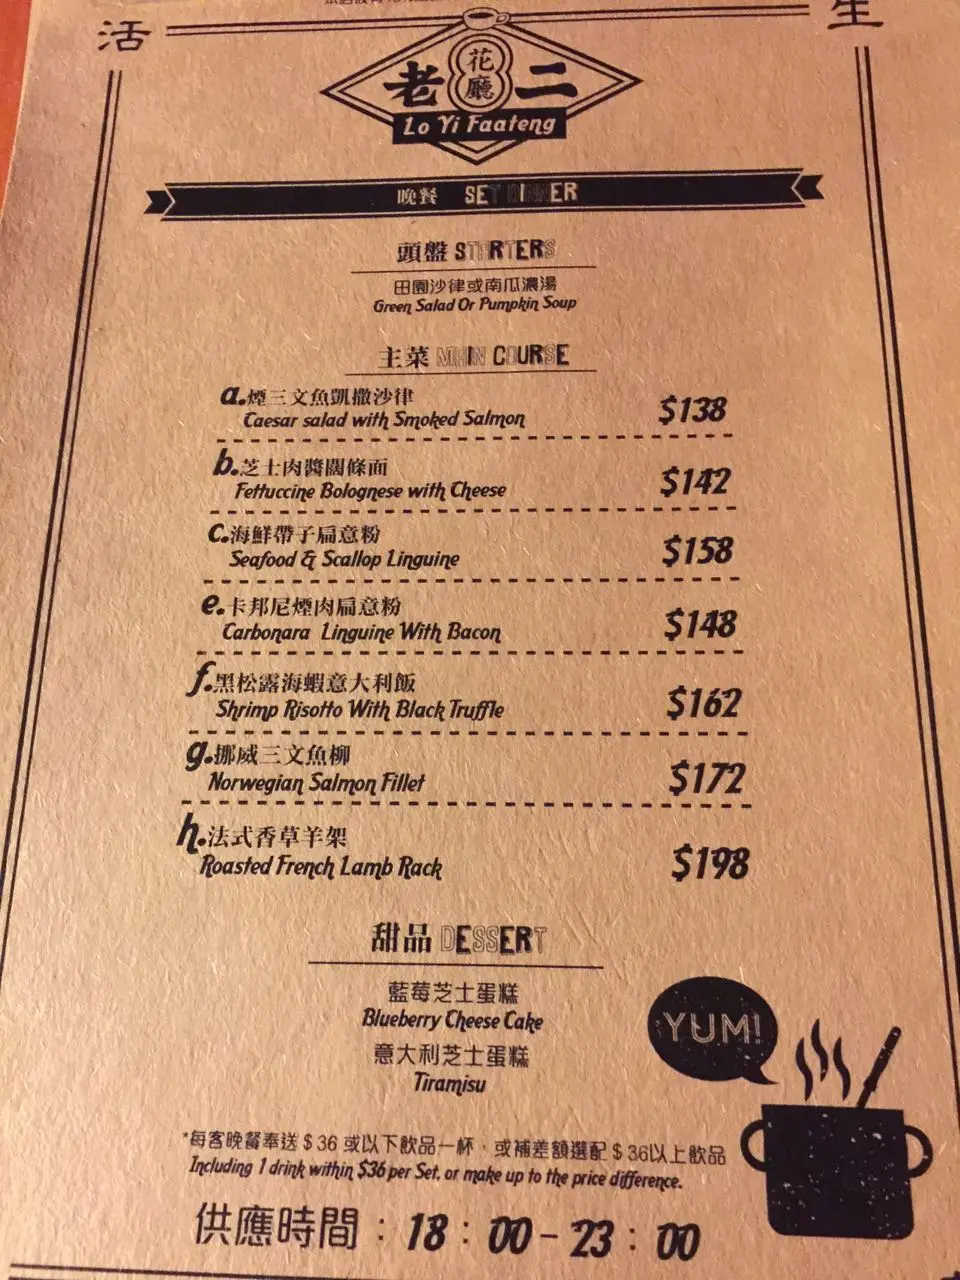 活
生
老 花廳 二
Lo Yi Faateng
晚餐 SET DINNER
頭盤 STARTERS
田園沙律或南瓜濃湯
Green Salad Or Pumpkin Soup
主菜 MAIN COURSE
a.煙三文魚凱撒沙律
Caesar salad with Smoked Salmon
$138
b.芝士肉醬闊條面
Fettuccine Bolognese with Cheese
$142
c.海鮮帶子扁意粉
Seafood & Scallop Linguine
$158
e.卡邦尼煙肉扁意粉
Carbonara Linguine With Bacon
$148
f.黑松露海蝦意大利飯
Shrimp Risotto With Black Truffle
$162
g.挪威三文魚柳
Norwegian Salmon Fillet
$172
h.法式香草羊架
Roasted French Lamb Rack
$198
甜品 DESSERT
藍莓芝士蛋糕
Blueberry Cheese Cake
意大利芝士蛋糕
Tiramisu
YUM!
*每客晚餐奉送 $ 36 或以下飲品一杯，或補差額選配 $ 36以上飲品
Including 1 drink within $36 per Set, or make up to the price difference.
供應時間：18：00 - 23：00